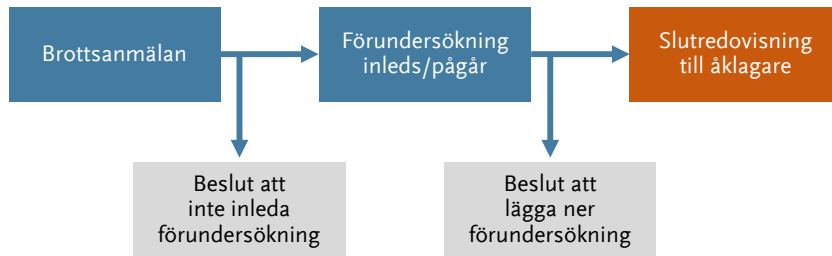 Brottsanmälan
Förundersökning
inleds/pågår
Slutredovisning
till åklagare
Beslut att
inte inleda
förundersökning
Beslut att
lägga ner
förundersökning